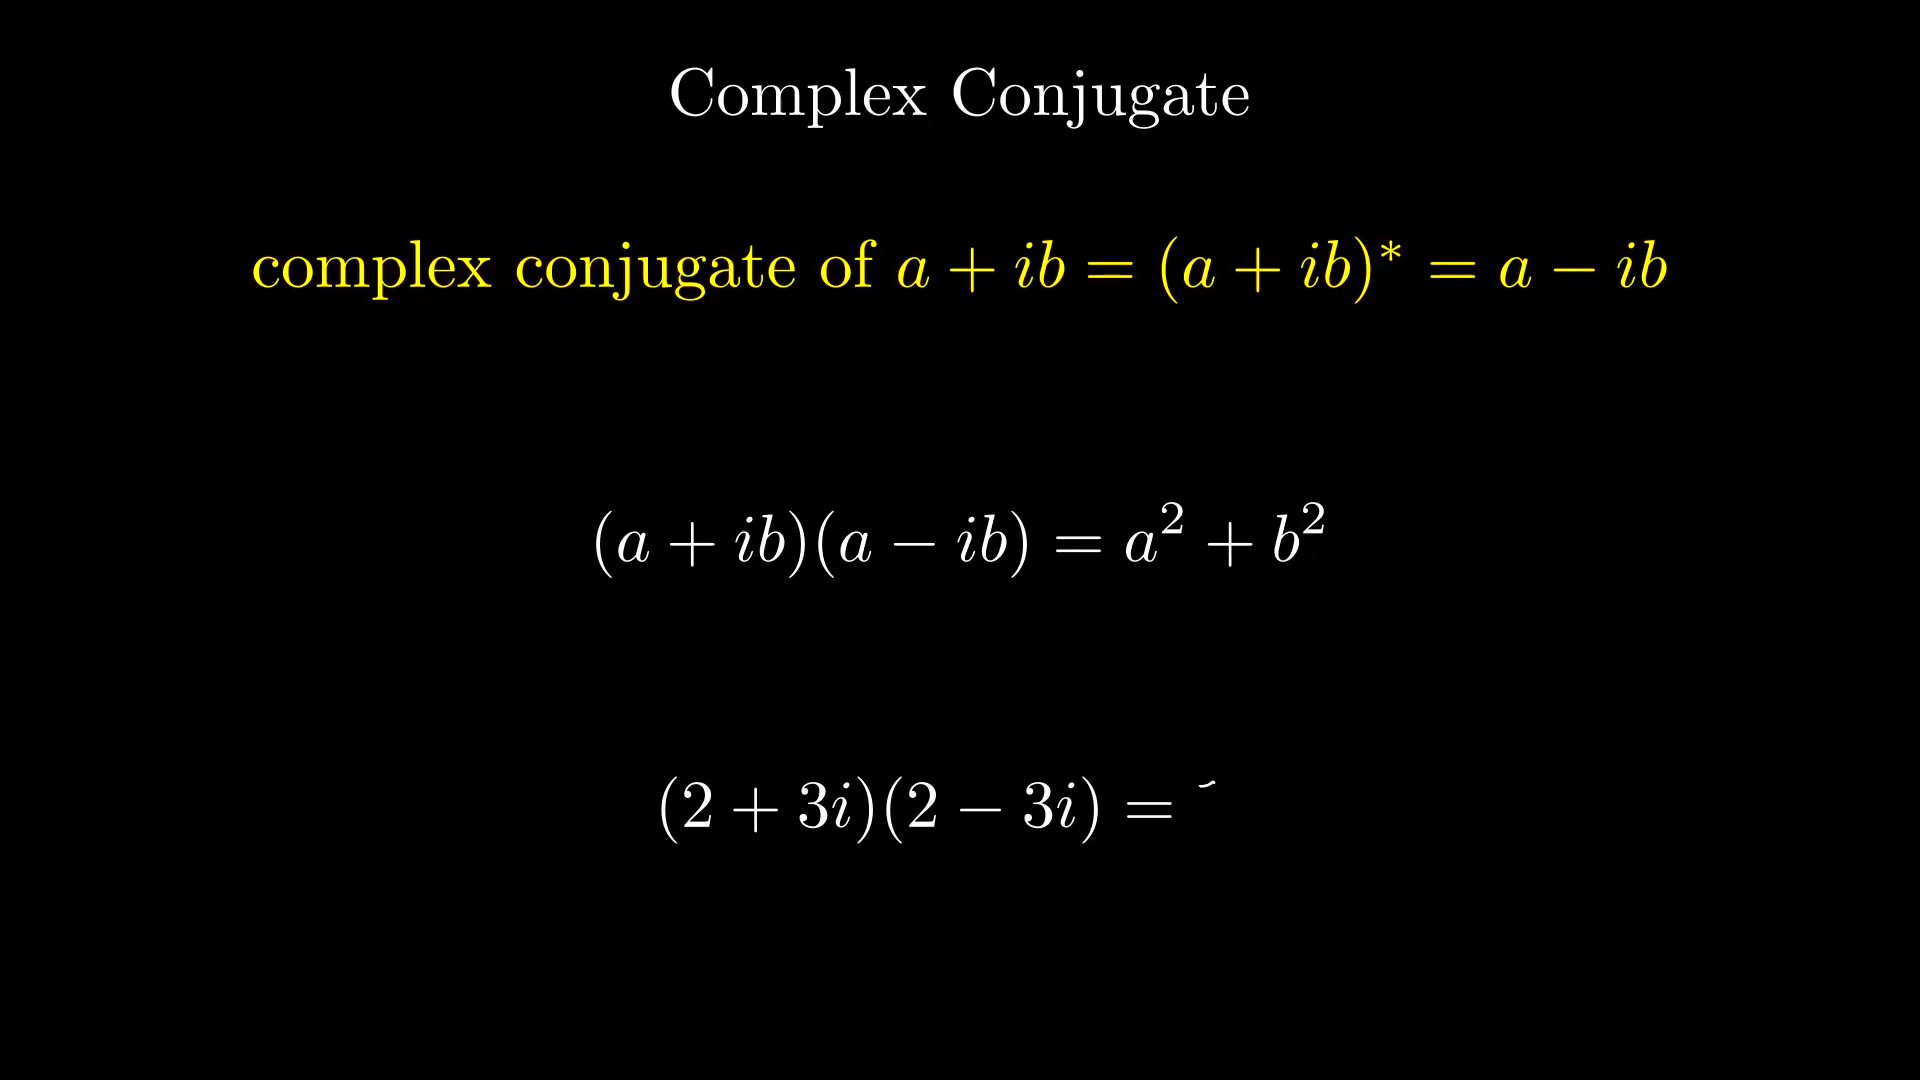 Complex Conjugate
complex conjugate of a + ib = (a + ib)* = a − ib
(a + ib)(a − ib) = a² + b²
(2 + 3i)(2 − 3i) =